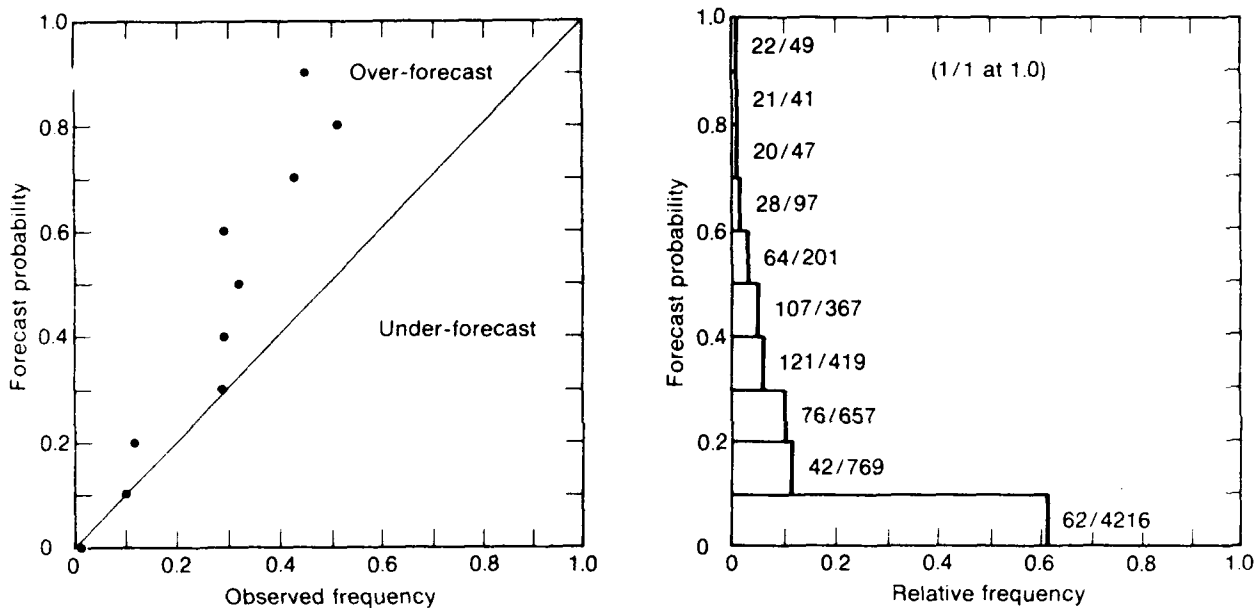 1.0
0.8
0.6
0.4
0.2
0
Forecast probability
Over-forecast
Under-forecast
0 0.2 0.4 0.6 0.8 1.0
Observed frequency
1.0
0.8
0.6
0.4
0.2
0
Forecast probability
22/49
(1/1 at 1.0)
21/41
20/47
28/97
64/201
107/367
121/419
76/657
42/769
62/4216
0 0.2 0.4 0.6 0.8 1.0
Relative frequency